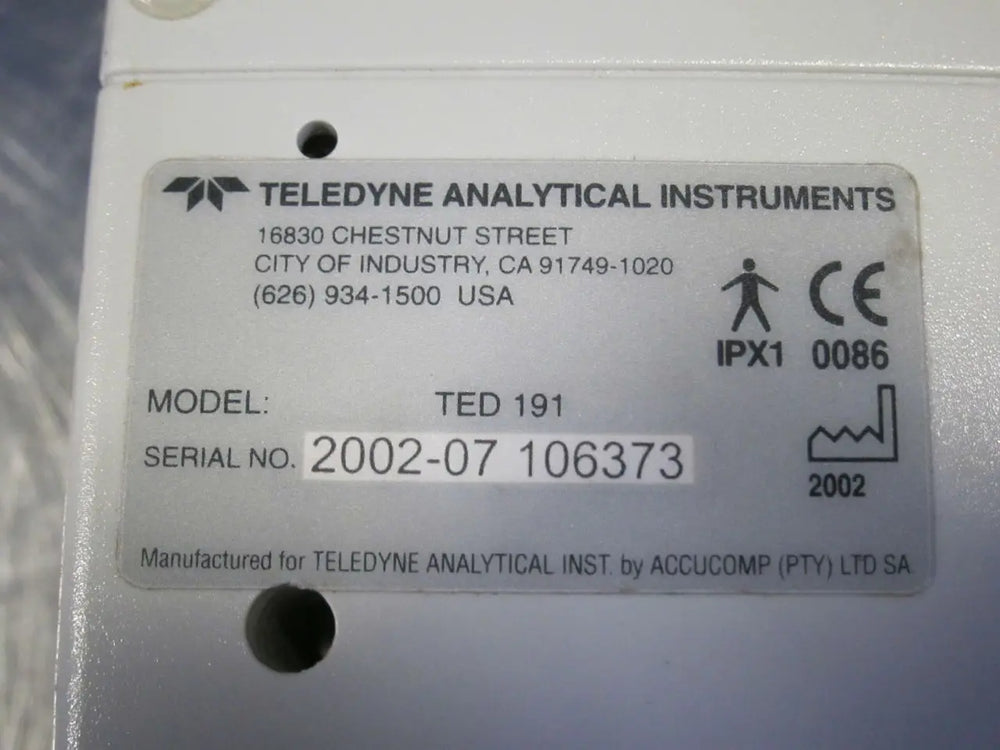 TELEDYNE ANALYTICAL INSTRUMENTS
16830 CHESTNUT STREET
CITY OF INDUSTRY, CA 91749-1020
(626) 934-1500 USA
CE
IPX1 0086
MODEL: TED 191
SERIAL NO. 2002-07 106373
2002
Manufactured for TELEDYNE ANALYTICAL INST. by ACCUCOMP (PTY) LTD SA